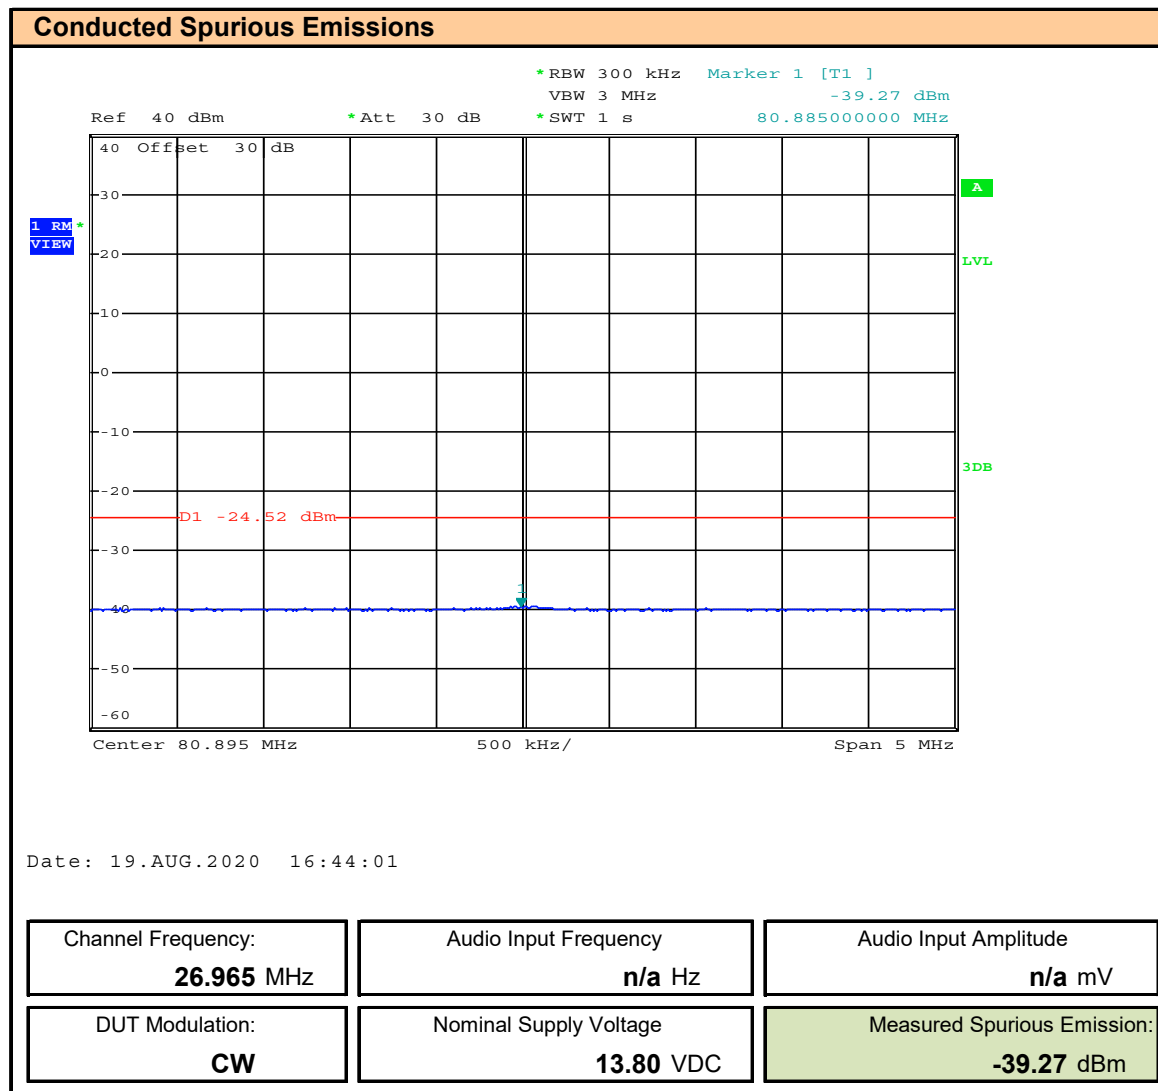 Conducted Spurious Emissions
* RBW 300 kHz Marker 1 [T1 ]
VBW 3 MHz -39.27 dBm
Ref 40 dBm * Att 30 dB * SWT 1 s 80.885000000 MHz
40 Offset 30 dB
30
A
1 RM *
VIEW
20
LVL
10
0
-10
3DB
-20
D1 -24.52 dBm
-30
1
-40
-50
-60
Center 80.895 MHz 500 kHz/ Span 5 MHz
Date: 19.AUG.2020 16:44:01
Channel Frequency: Audio Input Frequency Audio Input Amplitude
26.965 MHz n/a Hz n/a mV
DUT Modulation: Nominal Supply Voltage Measured Spurious Emission:
CW 13.80 VDC -39.27 dBm